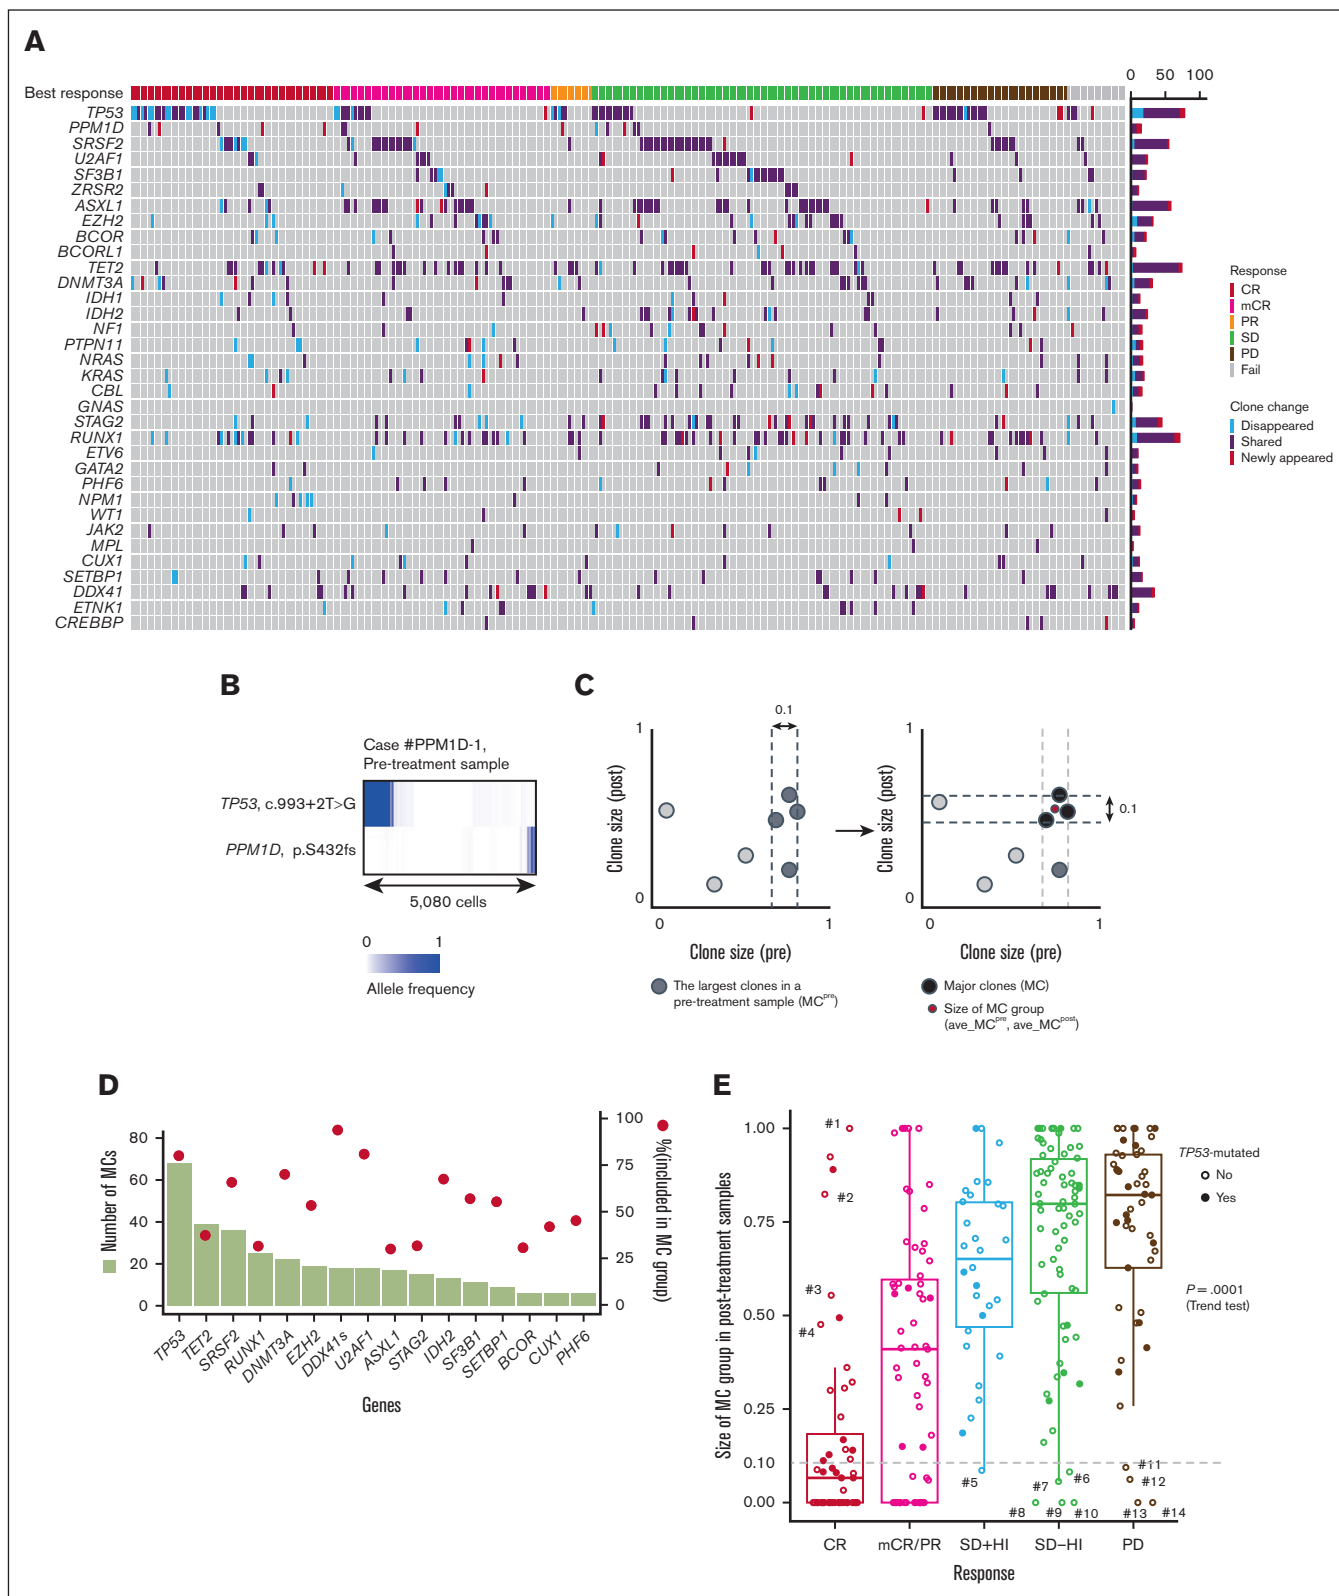 A
0 50 100
Best response
TP53
PPM1D
SRSF2
U2AF1
SF3B1
ZRSR2
ASXL1
EZH2
BCOR
BCORL1
TET2
DNMT3A
IDH1
IDH2
NF1
PTPN11
NRAS
KRAS
CBL
GNAS
STAG2
RUNX1
ETV6
GATA2
PHF6
NPM1
WT1
JAK2
MPL
CUX1
SETBP1
DDX41
ETNK1
CREBBP
Response
CR
mCR
PR
SD
PD
Fail
Clone change
Disappeared
Shared
Newly appeared
B
Case #PPM1D-1,
Pre-treatment sample
TP53, c.993+2T>G
PPM1D, p.S432fs
5,080 cells
0 1
Allele frequency
C
0.1
1
Clone size (post)
0
0 1
Clone size (pre)
The largest clones in a
pre-treatment sample (MCpre)
1
Clone size (post)
0.1
0
0 1
Clone size (pre)
Major clones (MC)
Size of MC group
(ave_MCpre, ave_MCpost)
D
Number of MCs
80
60
40
20
0
100
75
50
25
0
%(included in MC group)
TP53
TET2
SRSF2
RUNX1
DNMT3A
EZH2
DDX41s
U2AF1
ASXL1
STAG2
IDH2
SF3B1
SETBP1
BCOR
CUX1
PHF6
Genes
E
Size of MC group in post-treatment samples
1.00
0.75
0.50
0.25
0.10
0.00
#1
#2
#3
#4
#5
#6
#7
#8 #9 #10
#11
#12
#13 #14
CR mCR/PR SD+HI SD−HI PD
Response
TP53-mutated
No
Yes
P = .0001
(Trend test)